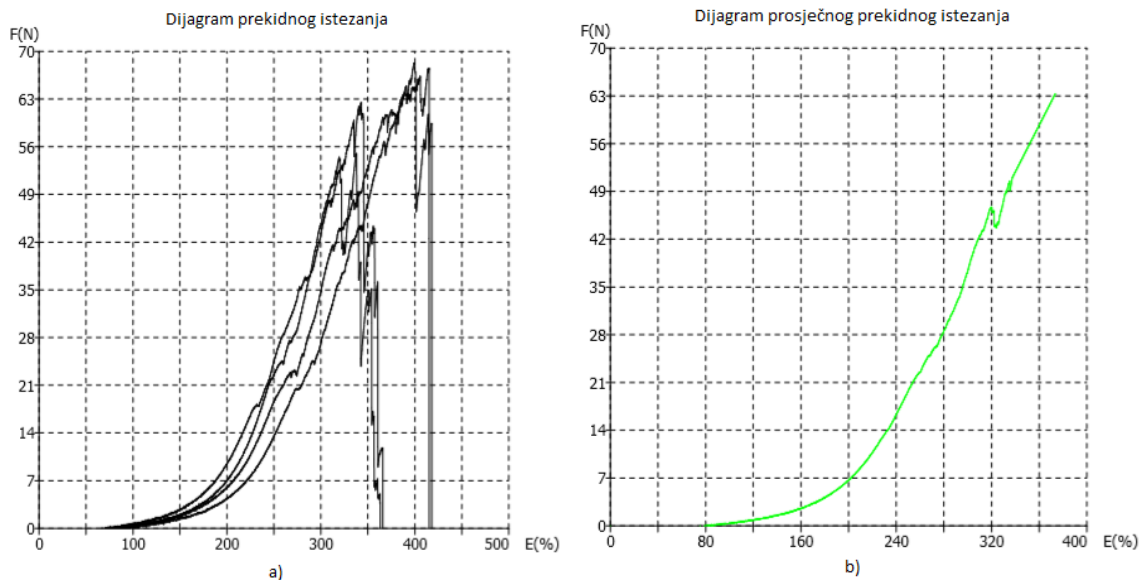 Dijagram prekidnog istezanja
F(N)
70
63
56
49
42
35
28
21
14
7
0
0 100 200 300 400 500 E(%)
a)
Dijagram prosječnog prekidnog istezanja
F(N)
70
63
56
49
42
35
28
21
14
7
0
0 80 160 240 320 400
E(%)
b)